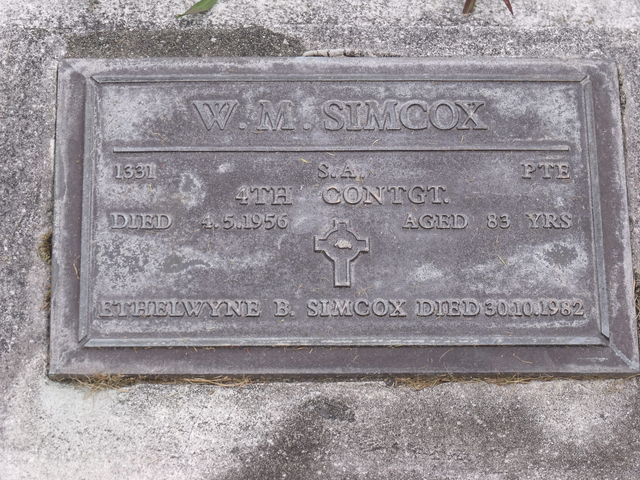 W. M. SIMCOX
1331 S.A. PTE
4TH CONTGT.
DIED 4.5.1956 AGED 83 YRS
ETHELWYNE B. SIMCOX DIED 30.10.1982